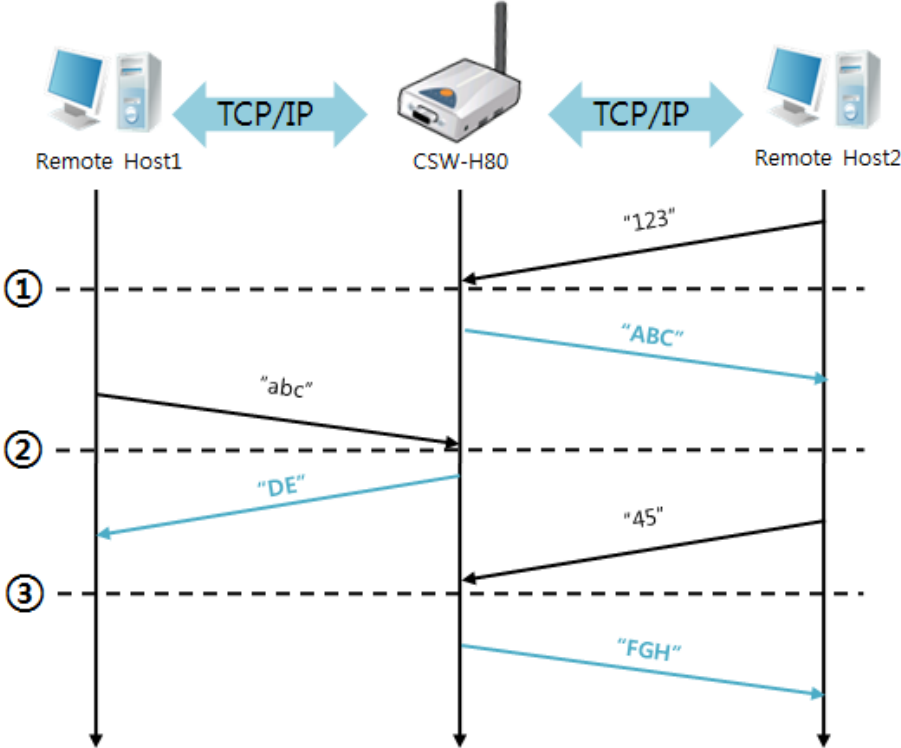 TCP/IP
TCP/IP
Remote Host1
CSW-H80
Remote Host2
"123"
①
"ABC"
"abc"
②
"DE"
"45"
③
"FGH"